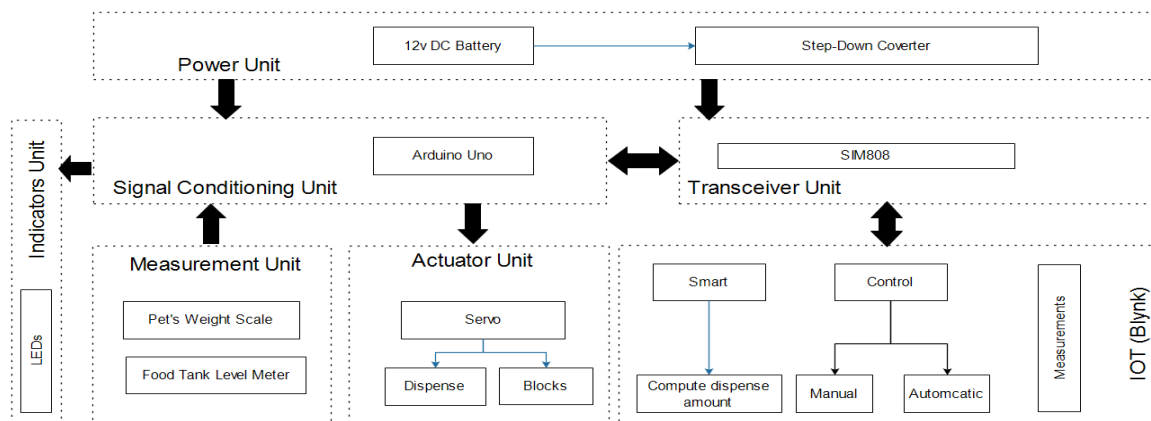 12v DC Battery
Step-Down Coverter
Power Unit
Arduino Uno
SIM808
Signal Conditioning Unit
Transceiver Unit
Indicators Unit
LEDs
Measurement Unit
Pet's Weight Scale
Food Tank Level Meter
Actuator Unit
Servo
Dispense
Blocks
Smart
Control
Compute dispense
amount
Manual
Automcatic
Measurements
IOT (Blynk)